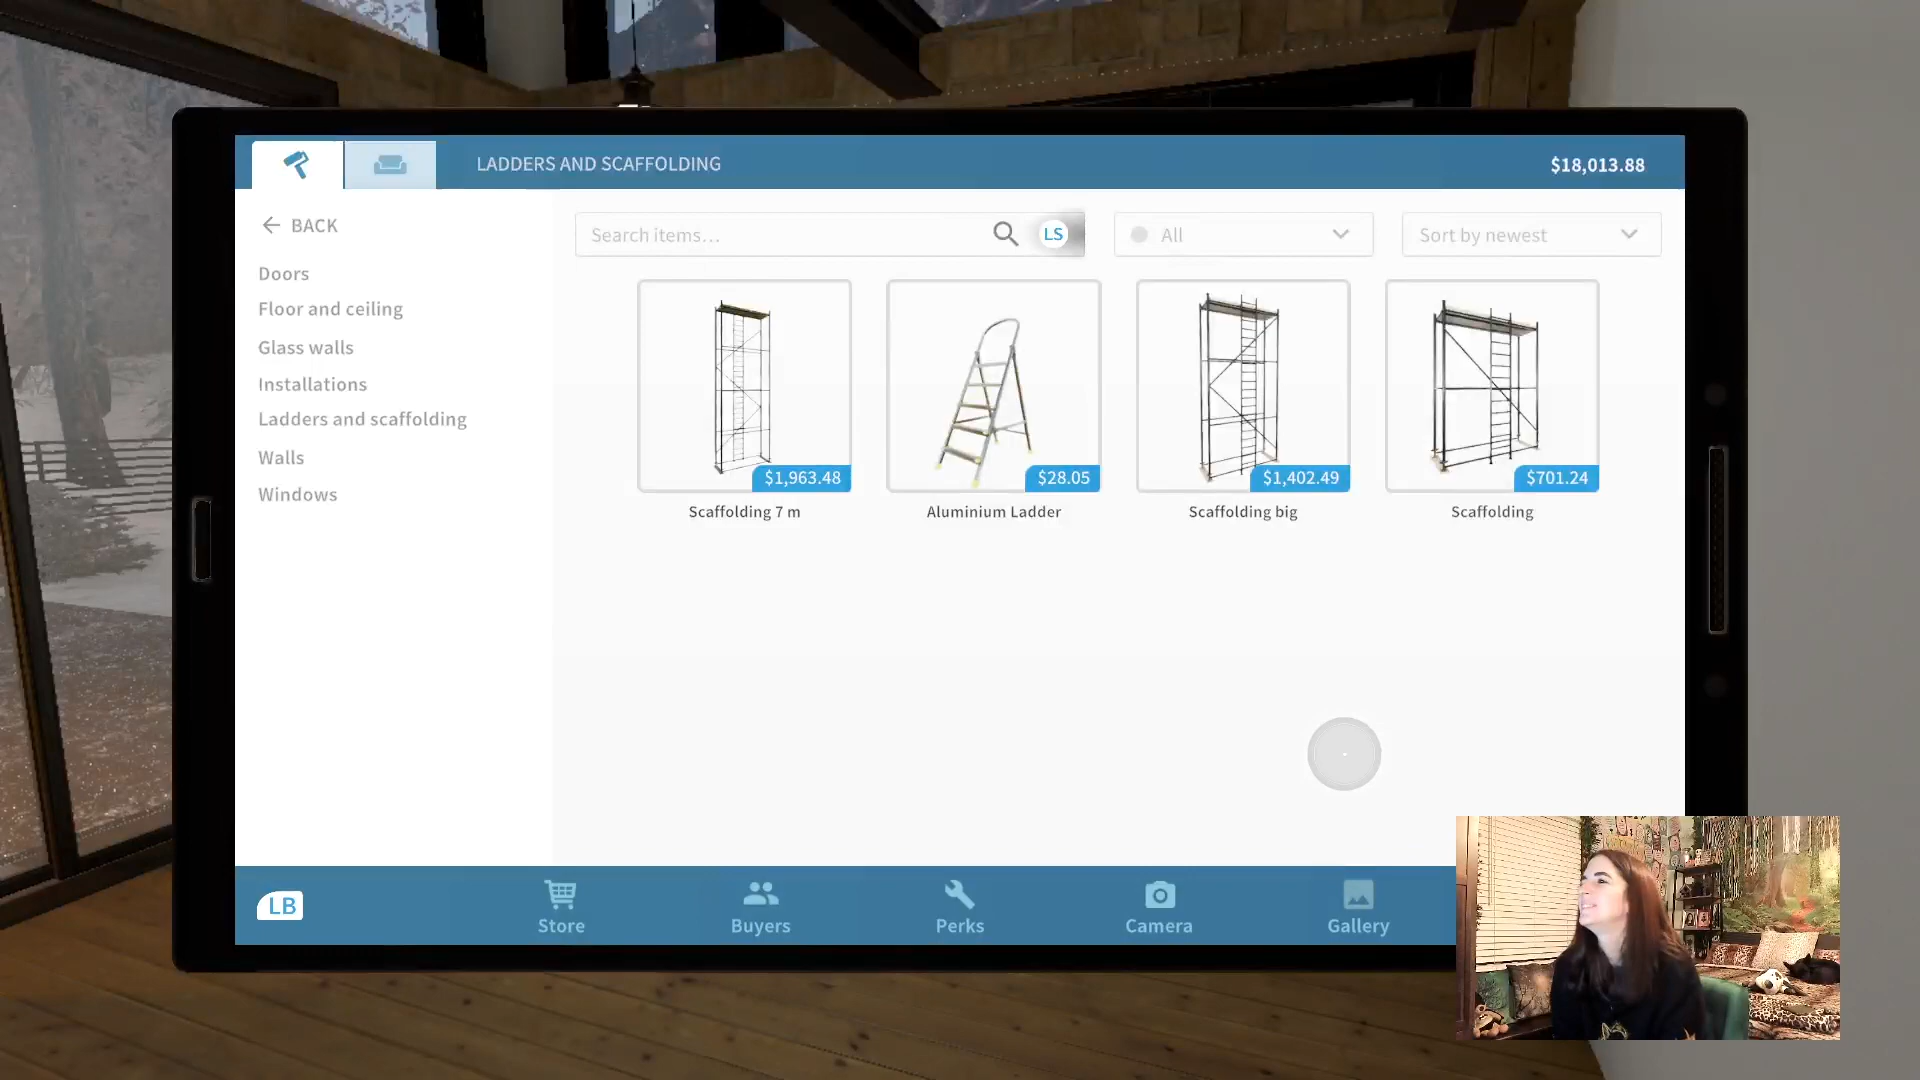 LADDERS AND SCAFFOLDING
$18,013.88
BACK
Doors
Floor and ceiling
Glass walls
Installations
Ladders and scaffolding
Walls
Windows
Search items...
LS
All
Sort by newest
$1,963.48
Scaffolding 7 m
$28.05
Aluminium Ladder
$1,402.49
Scaffolding big
$701.24
Scaffolding
LB
Store
Buyers
Perks
Camera
Gallery